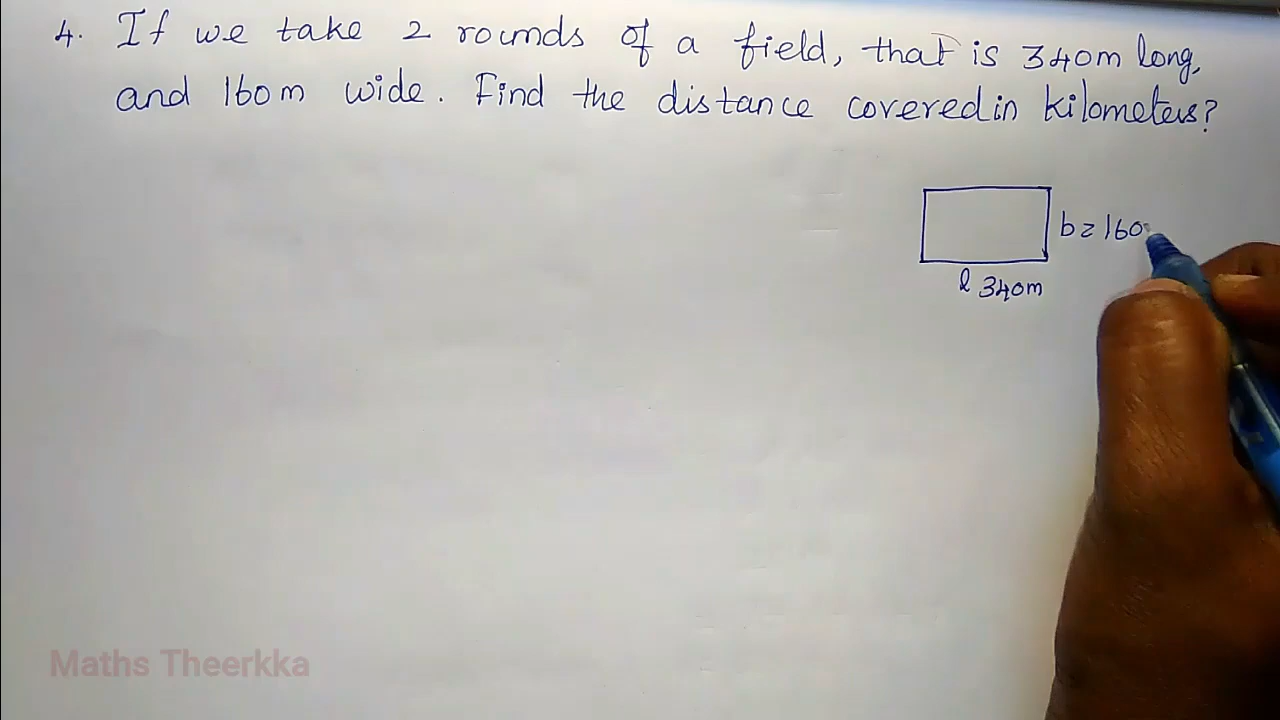 4. If we take 2 rounds of a field, that is 340m long,
and 160m wide. Find the distance covered in kilometers?
b = 160
l 340m
Maths Theerkka